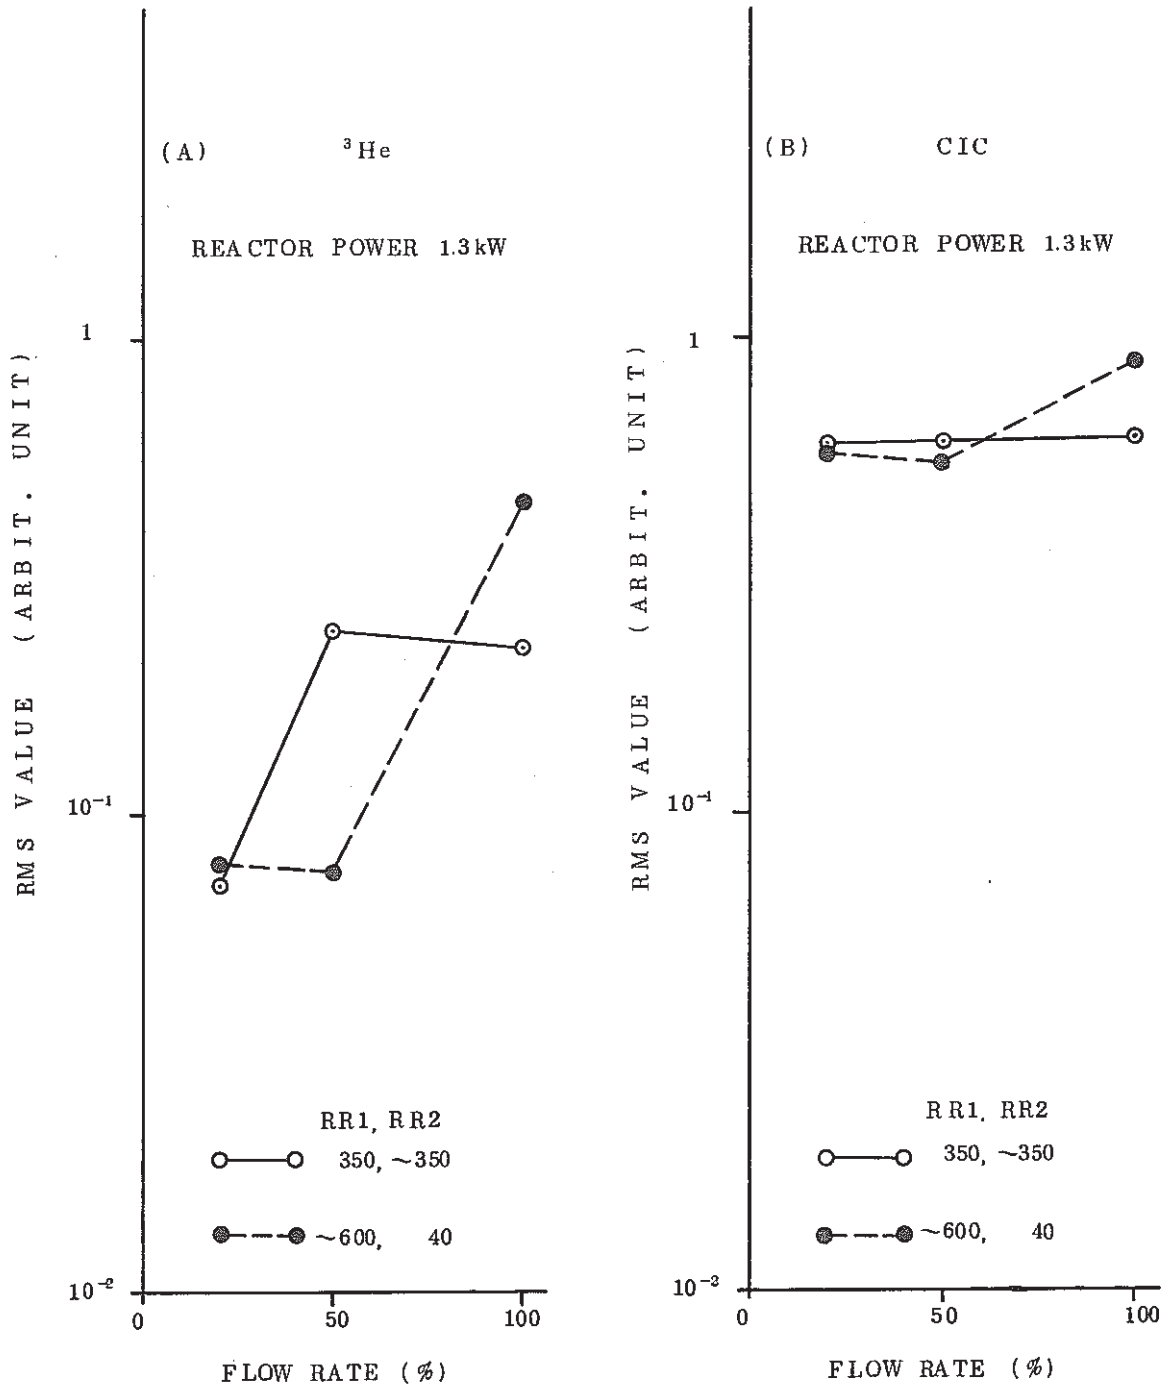 (A) ³He
REACTOR POWER 1.3kW
1
10⁻¹
10⁻²
RMS VALUE (ARBIT. UNIT)
RR1, RR2
350, ~350
~600, 40
0 50 100
FLOW RATE (%)
(B) CIC
REACTOR POWER 1.3kW
1
10⁻¹
10⁻²
RMS VALUE (ARBIT. UNIT)
RR1, RR2
350, ~350
~600, 40
0 50 100
FLOW RATE (%)